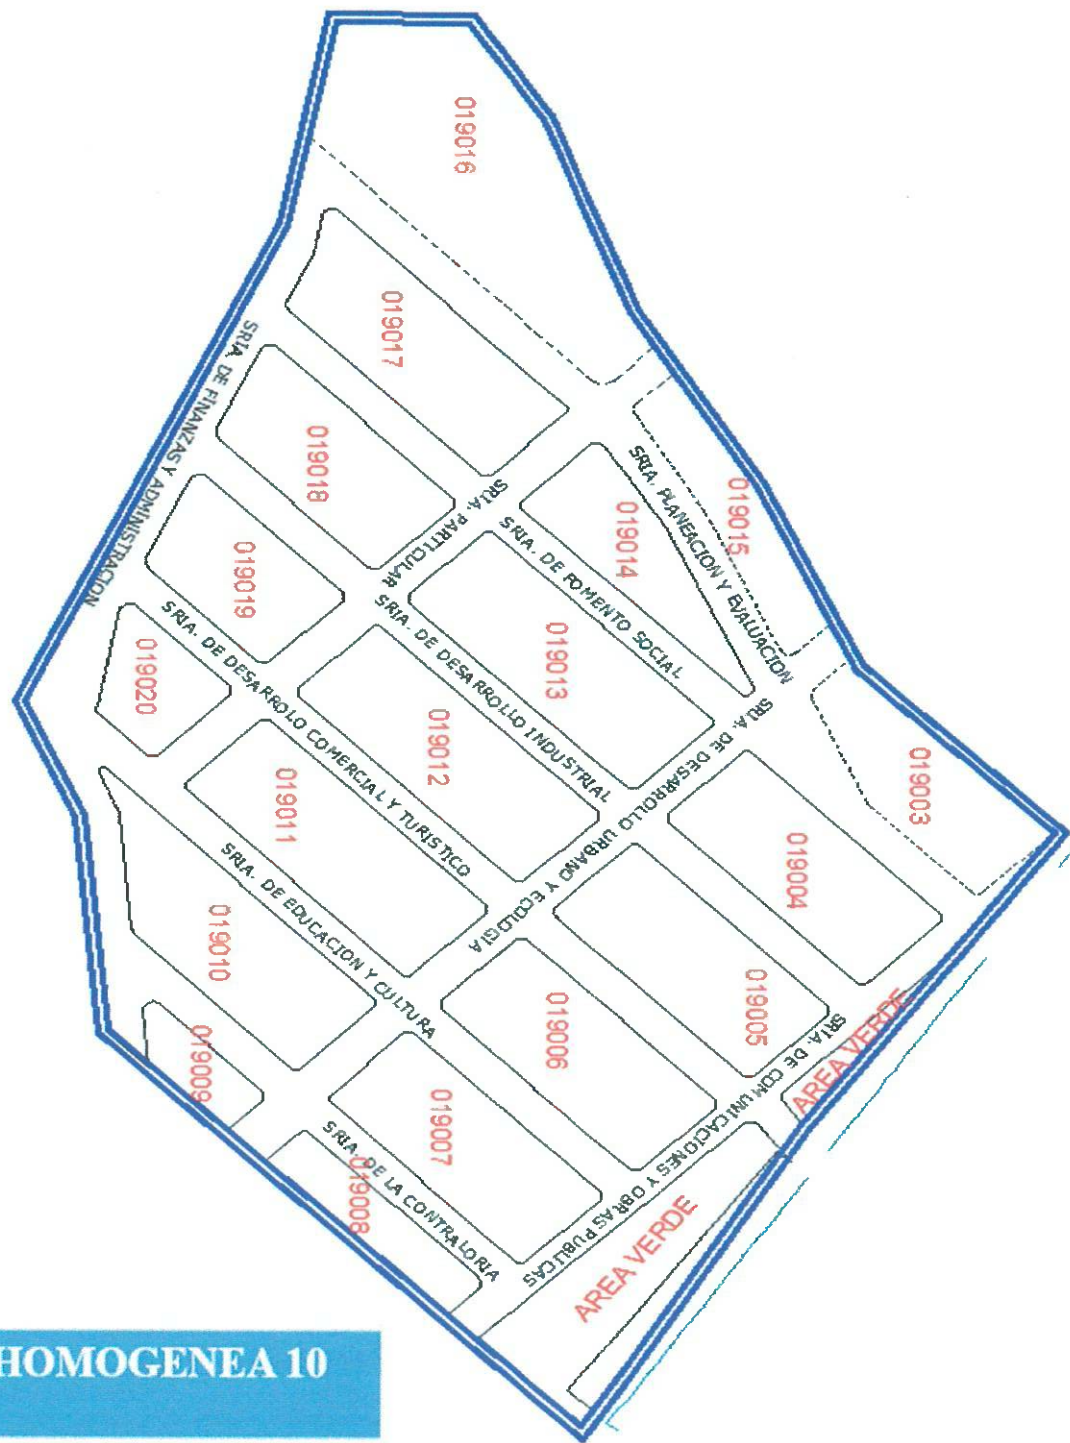 019016
019017
SRIA. DE FINANZAS Y ADMINISTRACION
019018
SRIA. PARTICULAR
019015
SRIA. PLANEACION Y EVALUACION
019014
SRIA. DE FOMENTO SOCIAL
019013
SRIA. DE DESARROLLO INDUSTRIAL
019019
SRIA. DE DESARROLO COMERCIAL Y TURISTICO
019020
019012
SRIA. DE DESARROLLO URBANO Y ECOLOGIA
019003
019004
019011
SRIA. DE EDUCACION Y CULTURA
019010
019005
019006
AREA VERDE
SRIA. DE COMUNICACIONES Y OBRAS PUBLICAS
019009
019007
SRIA. DE LA CONTRALORIA
019008
AREA VERDE
HOMOGENEA 10